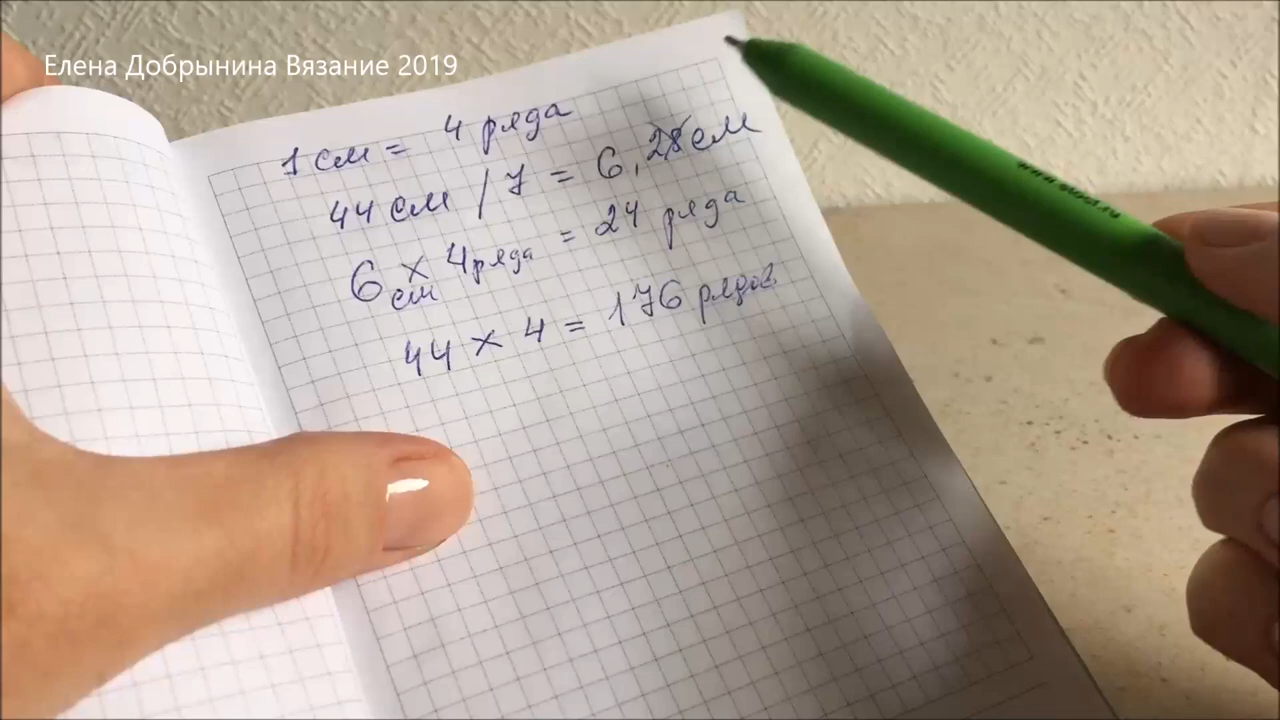 Елена Добрынина Вязание 2019
1 см = 4 ряда
44 см / 7 = 6,28 см
6 см × 4 ряда = 24 ряда
44 × 4 = 176 рядов